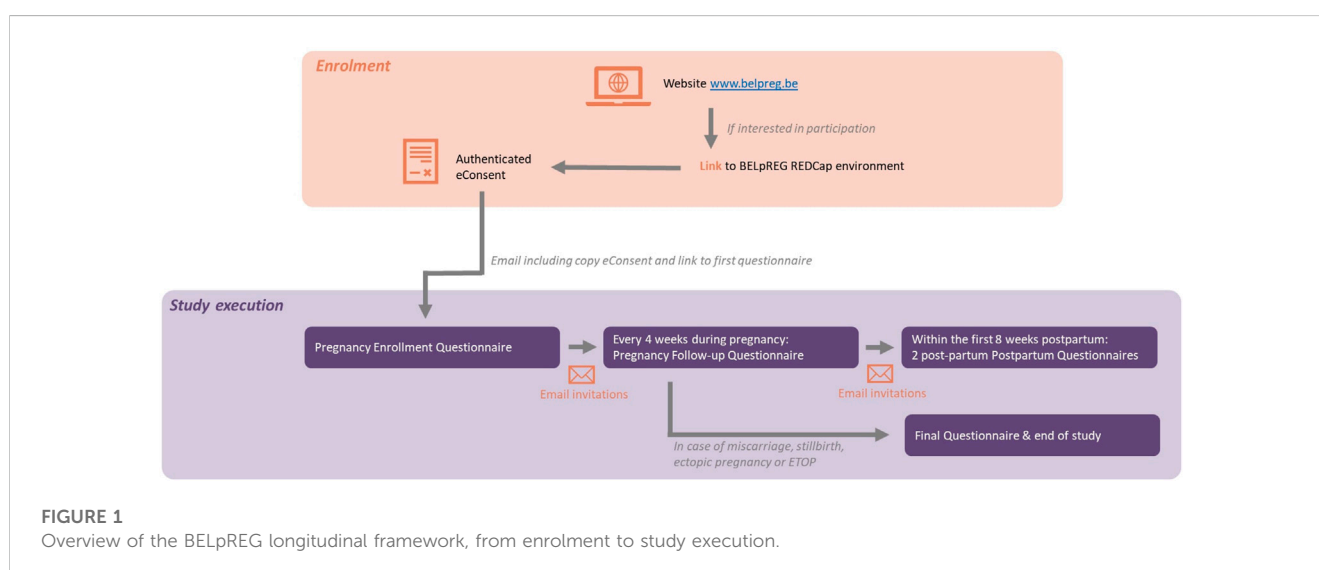 Enrolment
Website www.belpreg.be
If interested in participation
Authenticated
eConsent
Link to BELpREG REDCap environment
Email including copy eConsent and link to first questionnaire
Study execution
Pregnancy Enrollment Questionnaire
Every 4 weeks during pregnancy:
Pregnancy Follow-up Questionnaire
Within the first 8 weeks postpartum:
2 post-partum Postpartum Questionnaires
Email invitations
Email invitations
In case of miscarriage, stillbirth,
ectopic pregnancy or ETOP
Final Questionnaire & end of study
FIGURE 1
Overview of the BELpREG longitudinal framework, from enrolment to study execution.